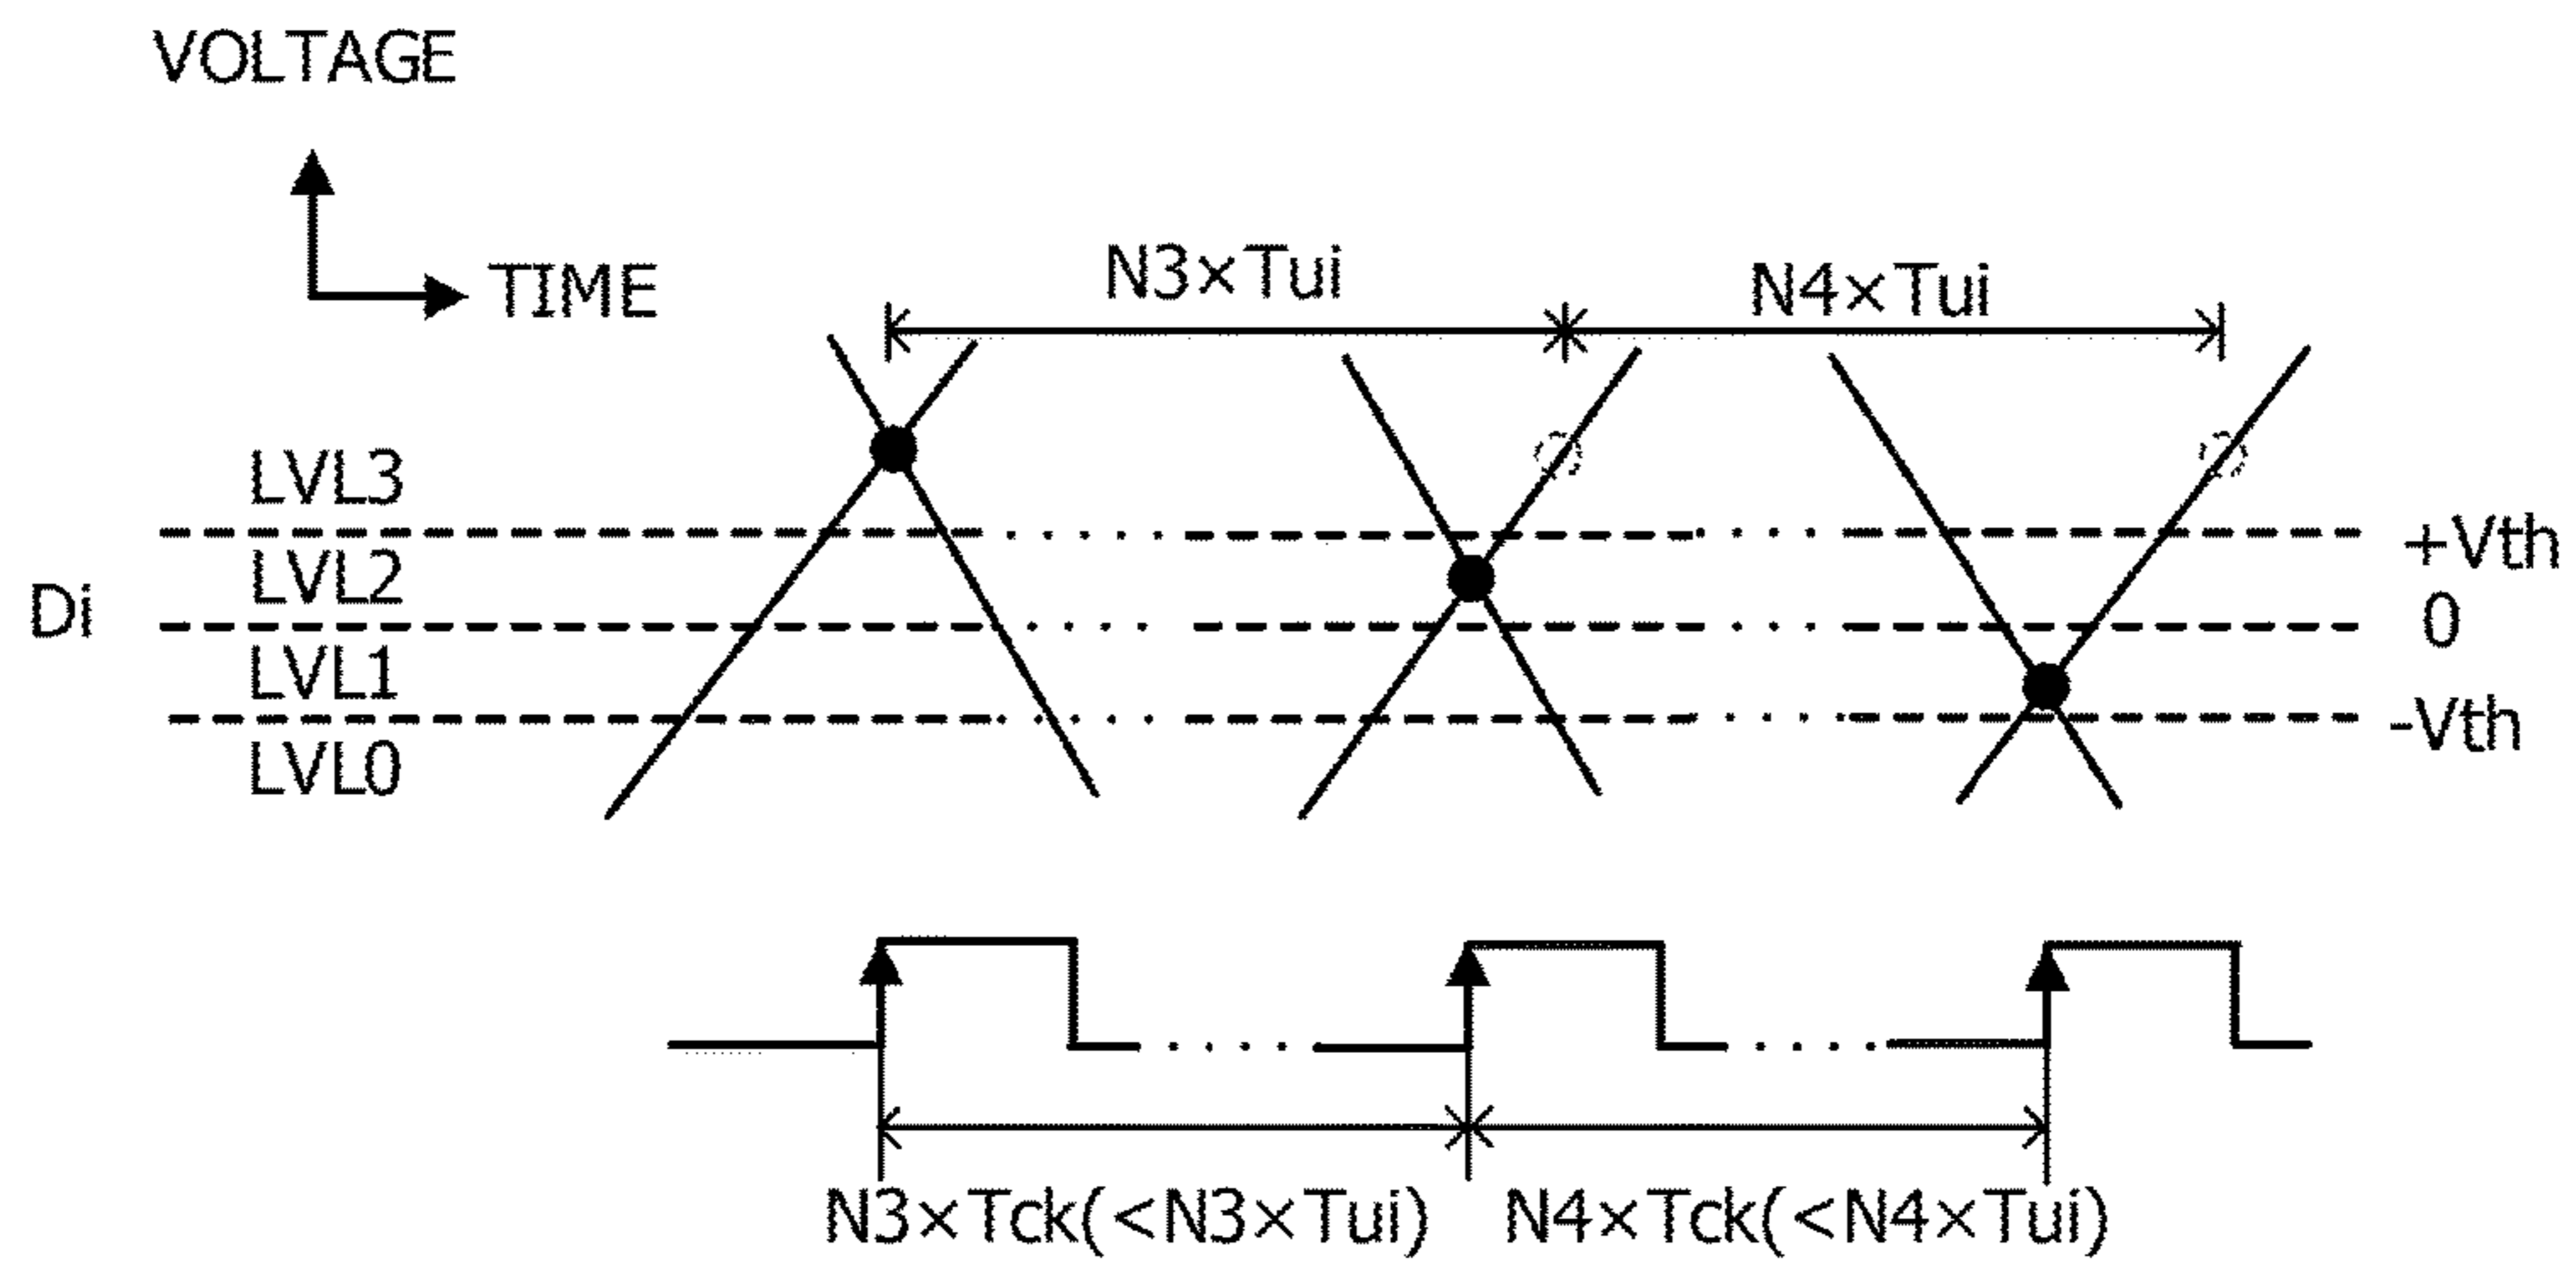 VOLTAGE
TIME
N3×Tui
N4×Tui
LVL3
LVL2
LVL1
LVL0
Di
+Vth
0
-Vth
N3×Tck(<N3×Tui)
N4×Tck(<N4×Tui)